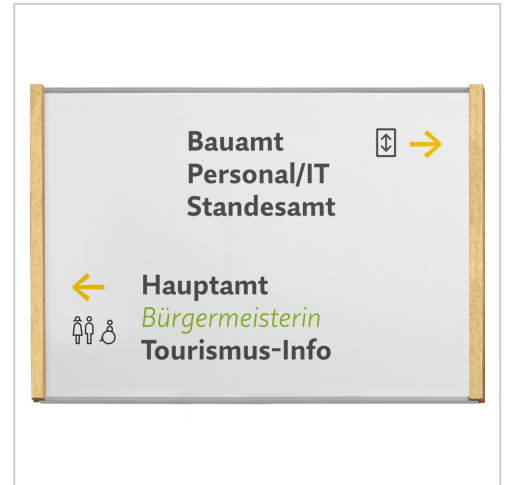 Bauamt
Personal/IT
Standesamt
Hauptamt
Bürgermeisterin
Tourismus-Info